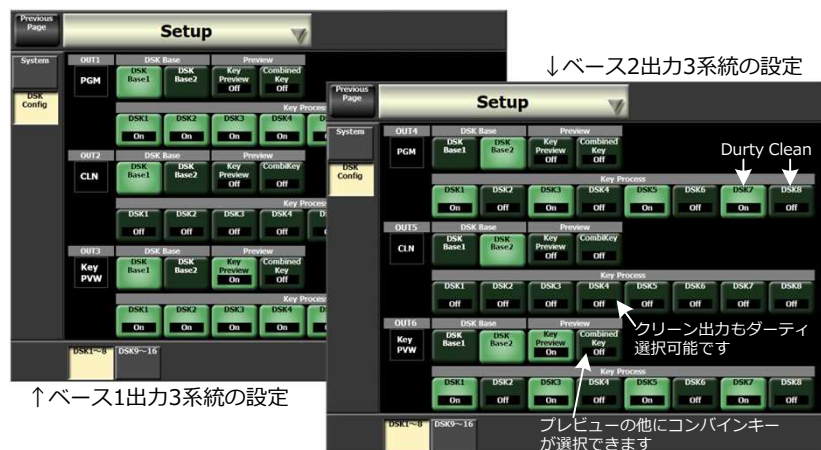 Previous Page
Setup
System
DSK Config
OUT1 DSK Base Preview
PGM DSK Base1 DSK Base2 Key Preview Off Combined Key Off
Key Process
DSK1 On DSK2 On DSK3 On DSK4 On
OUT2 DSK Base Preview
CLN DSK Base1 DSK Base2 Key Preview Off CombiKey Off
Key Process
DSK1 Off DSK2 Off DSK3 Off DSK4 Off
OUT3 DSK Base Preview
Key PVW DSK Base1 DSK Base2 Key Preview On Combined Key Off
Key Process
DSK1 On DSK2 On DSK3 On DSK4 On
DSK1~8 DSK9~16
↑ベース1出力3系統の設定
↓ベース2出力3系統の設定
Previous Page
Setup
System
DSK Config
OUT4 DSK Base Preview
PGM DSK Base1 DSK Base2 Key Preview Off Combined Key Off
Durty Clean
Key Process
DSK1 On DSK2 Off DSK3 On DSK4 Off DSK5 On DSK6 Off DSK7 On DSK8 Off
OUT5 DSK Base Preview
CLN DSK Base1 DSK Base2 Key Preview Off CombiKey Off
Key Process
DSK1 Off DSK2 Off DSK3 Off DSK4 Off DSK5 Off DSK6 Off DSK7 Off DSK8 Off
クリーン出力もダーティ
選択可能です
OUT6 DSK Base Preview
Key PVW DSK Base1 DSK Base2 Key Preview On Combined Key Off
Key Process
DSK1 On DSK2 Off DSK3 On DSK4 Off DSK5 On DSK6 Off DSK7 On DSK8 Off
プレビューの他にコンバインキー
が選択できます
DSK1~8 DSK9~16